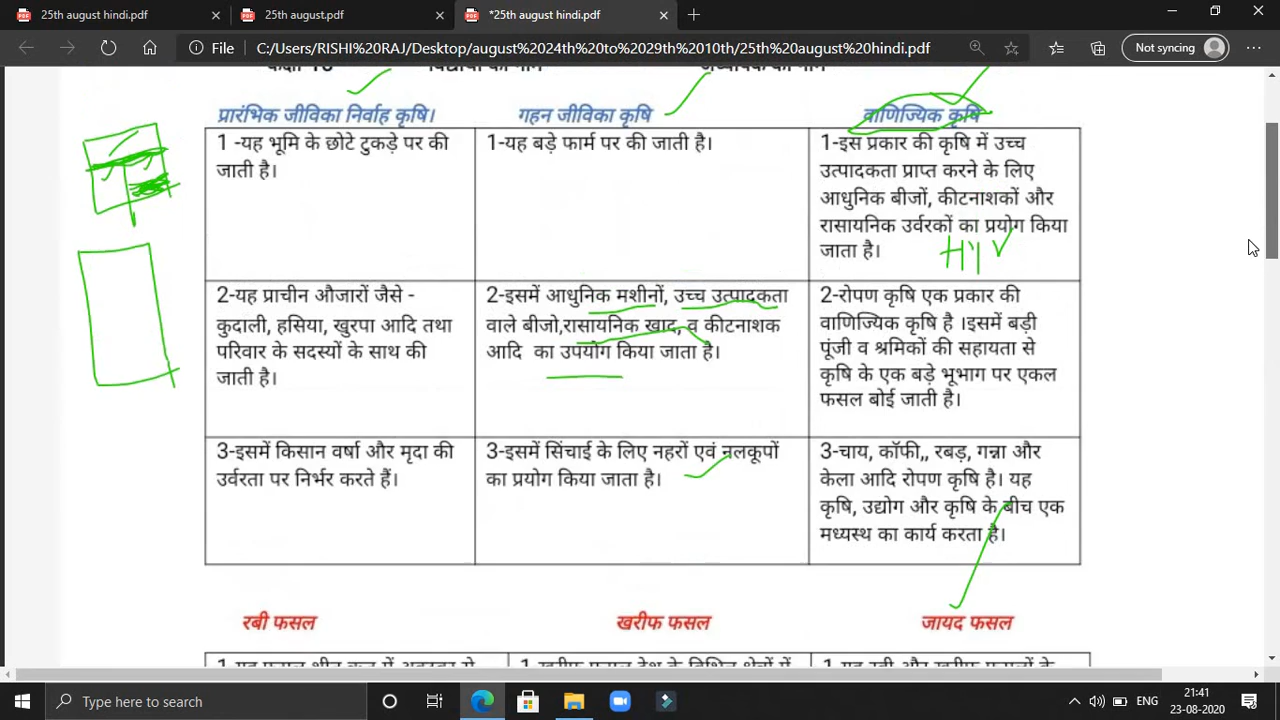 25th august hindi.pdf
25th august.pdf
*25th august hindi.pdf
File
C:/Users/RISHI%20RAJ/Desktop/august%2024th%20to%2029th%2010th/25th%20august%20hindi.pdf
Not syncing
प्रारंभिक जीविका निर्वाह कृषि।
गहन जीविका कृषि
वाणिज्यिक कृषि
1 -यह भूमि के छोटे टुकड़े पर की
जाती है।
1-यह बड़े फार्म पर की जाती है।
1-इस प्रकार की कृषि में उच्च
उत्पादकता प्राप्त करने के लिए
आधुनिक बीजों, कीटनाशकों और
रासायनिक उर्वरकों का प्रयोग किया
जाता है।
HYV
2-यह प्राचीन औजारों जैसे -
कुदाली, हसिया, खुरपा आदि तथा
परिवार के सदस्यों के साथ की
जाती है।
2-इसमें आधुनिक मशीनों, उच्च उत्पादकता
वाले बीजो,रासायनिक खाद, व कीटनाशक
आदि का उपयोग किया जाता है।
2-रोपण कृषि एक प्रकार की
वाणिज्यिक कृषि है ।इसमें बड़ी
पूंजी व श्रमिकों की सहायता से
कृषि के एक बड़े भूभाग पर एकल
फसल बोई जाती है।
3-इसमें किसान वर्षा और मृदा की
उर्वरता पर निर्भर करते हैं।
3-इसमें सिंचाई के लिए नहरों एवं नलकूपों
का प्रयोग किया जाता है।
3-चाय, कॉफी,, रबड़, गन्ना और
केला आदि रोपण कृषि है। यह
कृषि, उद्योग और कृषि के बीच एक
मध्यस्थ का कार्य करता है।
रबी फसल
खरीफ फसल
जायद फसल
Type here to search
ENG
21:41
23-08-2020